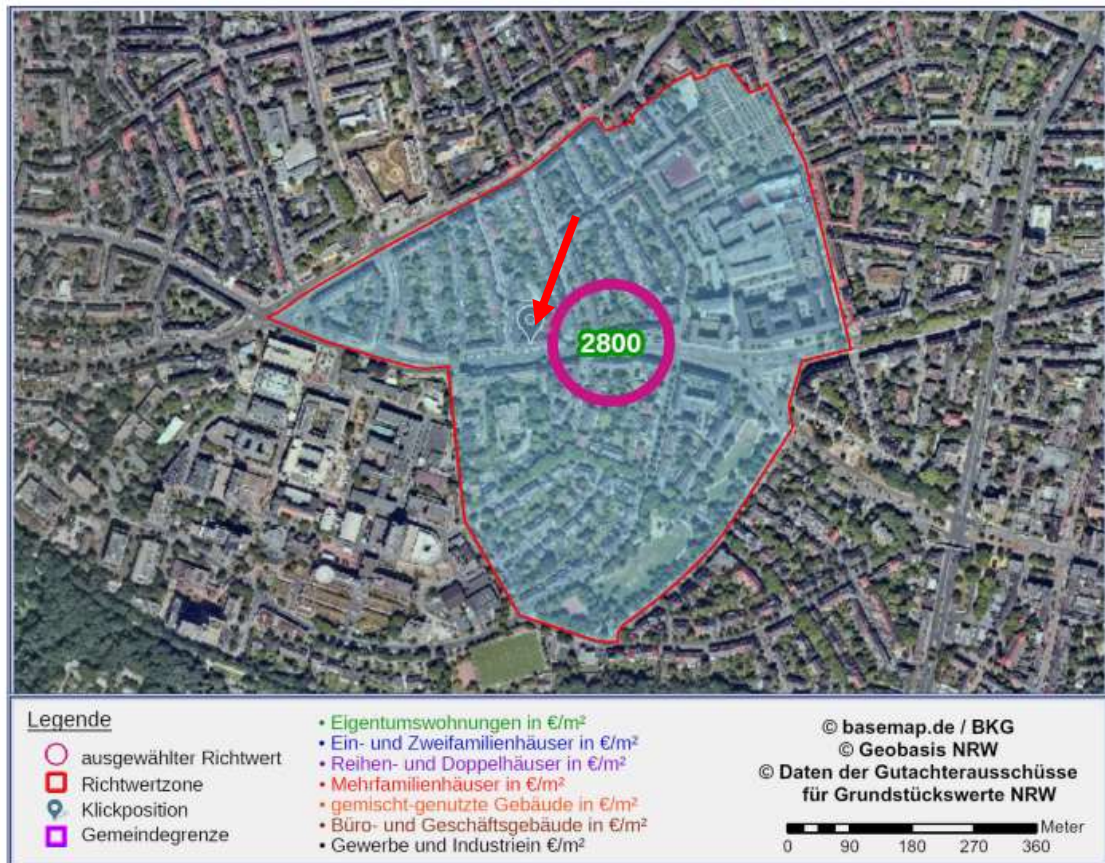 2800
Legende
ausgewählter Richtwert
Richtwertzone
Klickposition
Gemeindegrenze
• Eigentumswohnungen in €/m²
• Ein- und Zweifamilienhäuser in €/m²
• Reihen- und Doppelhäuser in €/m²
• Mehrfamilienhäuser in €/m²
• gemischt-genutzte Gebäude in €/m²
• Büro- und Geschäftsgebäude in €/m²
• Gewerbe und Industriein €/m²
© basemap.de / BKG
© Geobasis NRW
© Daten der Gutachterausschüsse
für Grundstückswerte NRW
Meter
0 90 180 270 360